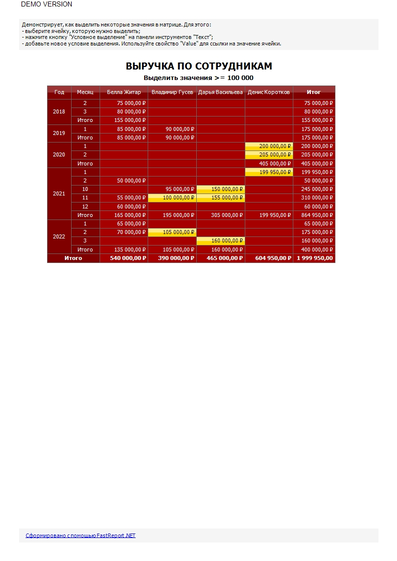 DEMO VERSION
Демонстрирует, как выделить некоторые значения в матрице. Для этого:
- выберите ячейку, которую нужно выделить;
- нажмите кнопку "Условное выделение" на панели инструментов "Текст";
- добавьте новое условие выделения. Используйте свойство "Value" для ссылки на значение ячейки.
ВЫРУЧКА ПО СОТРУДНИКАМ
Выделить значения >= 100 000
Год Месяц Белла Житар Владимир Гусев Дарья Васильева Денис Коротков Итог
2018 2 75 000,00 ₽ 75 000,00 ₽
3 80 000,00 ₽ 80 000,00 ₽
Итого 155 000,00 ₽ 155 000,00 ₽
2019 1 85 000,00 ₽ 90 000,00 ₽ 175 000,00 ₽
Итого 85 000,00 ₽ 90 000,00 ₽ 175 000,00 ₽
2020 1 200 000,00 ₽ 200 000,00 ₽
2 205 000,00 ₽ 205 000,00 ₽
Итого 405 000,00 ₽ 405 000,00 ₽
2021 1 199 950,00 ₽ 199 950,00 ₽
2 50 000,00 ₽ 50 000,00 ₽
10 95 000,00 ₽ 150 000,00 ₽ 245 000,00 ₽
11 55 000,00 ₽ 100 000,00 ₽ 155 000,00 ₽ 310 000,00 ₽
12 60 000,00 ₽ 60 000,00 ₽
Итого 165 000,00 ₽ 195 000,00 ₽ 305 000,00 ₽ 199 950,00 ₽ 864 950,00 ₽
2022 1 65 000,00 ₽ 65 000,00 ₽
2 70 000,00 ₽ 105 000,00 ₽ 175 000,00 ₽
3 160 000,00 ₽ 160 000,00 ₽
Итого 135 000,00 ₽ 105 000,00 ₽ 160 000,00 ₽ 400 000,00 ₽
Итого 540 000,00 ₽ 390 000,00 ₽ 465 000,00 ₽ 604 950,00 ₽ 1 999 950,00
Сформировано с помощью FastReport .NET